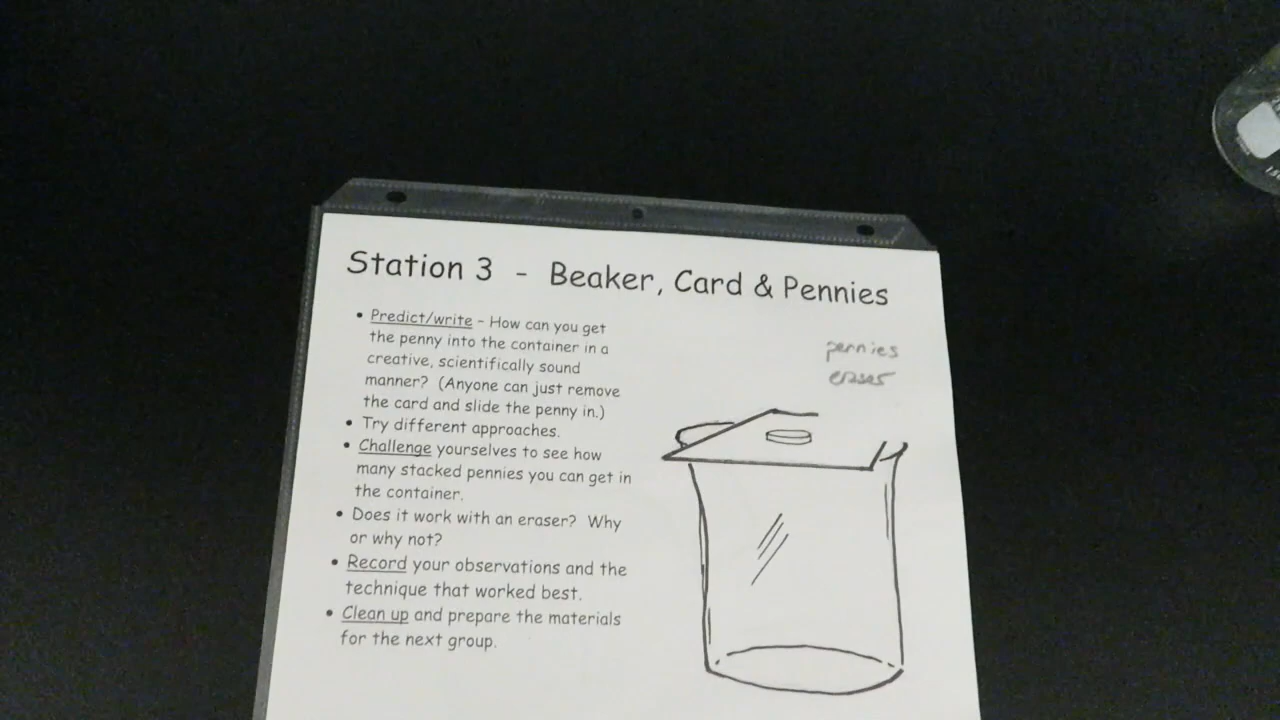 Station 3 - Beaker, Card & Pennies
• Predict/write - How can you get
the penny into the container in a
creative, scientifically sound
manner? (Anyone can just remove
the card and slide the penny in.)
• Try different approaches.
• Challenge yourselves to see how
many stacked pennies you can get in
the container.
• Does it work with an eraser? Why
or why not?
• Record your observations and the
technique that worked best.
• Clean up and prepare the materials
for the next group.
pennies
eraser